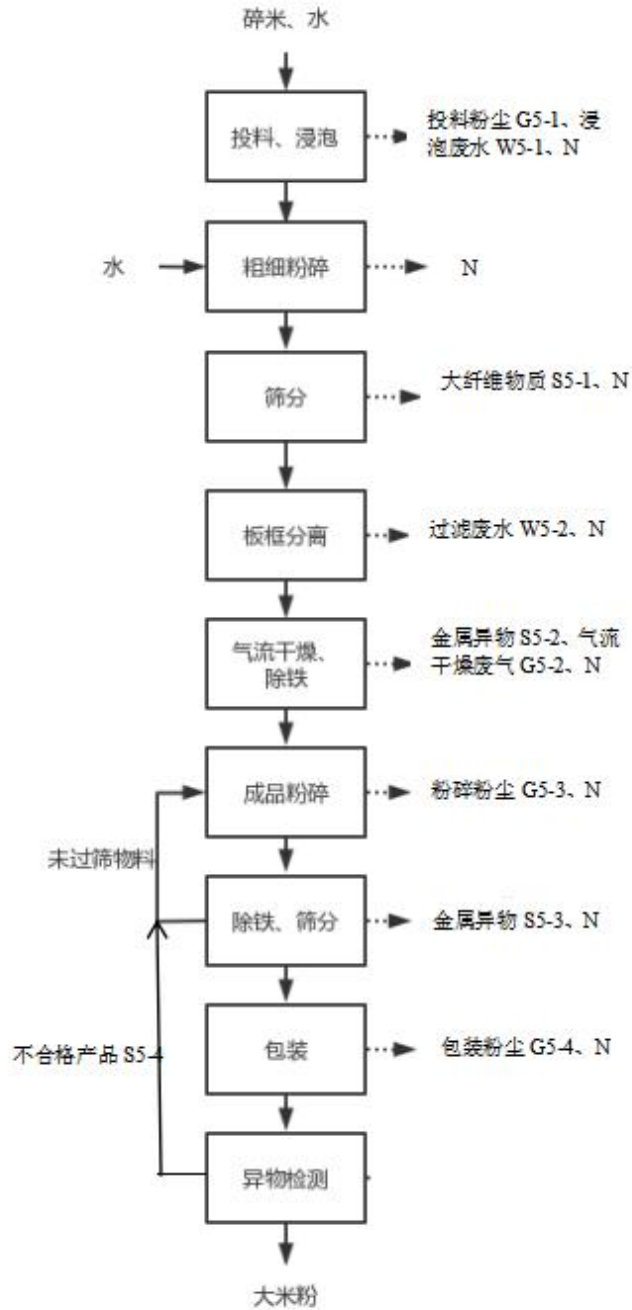 碎米、水
投料、浸泡
投料粉尘 G5-1、浸
泡废水 W5-1、N
水
粗细粉碎
N
筛分
大纤维物质 S5-1、N
板框分离
过滤废水 W5-2、N
气流干燥、
除铁
金属异物 S5-2、气流
干燥废气 G5-2、N
成品粉碎
粉碎粉尘 G5-3、N
未过筛物料
除铁、筛分
金属异物 S5-3、N
不合格产品 S5-4
包装
包装粉尘 G5-4、N
异物检测
大米粉